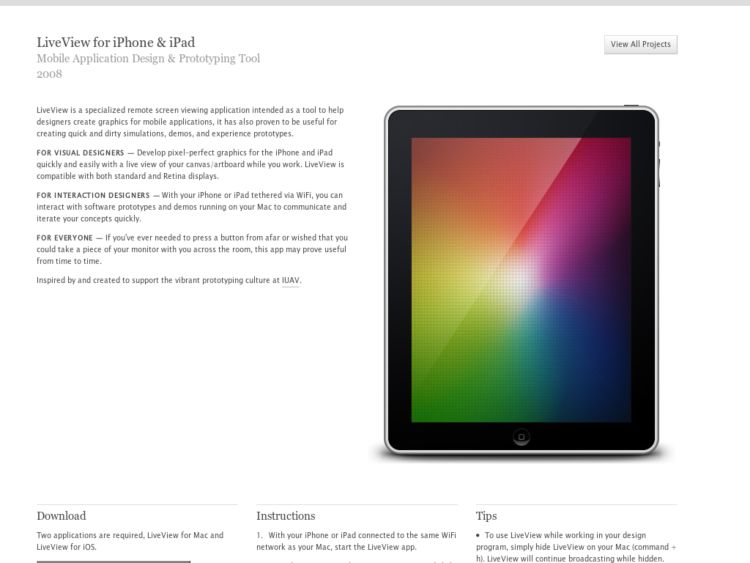 LiveView for iPhone & iPad
Mobile Application Design & Prototyping Tool
2008
View All Projects
LiveView is a specialized remote screen viewing application intended as a tool to help
designers create graphics for mobile applications, it has also proven to be useful for
creating quick and dirty simulations, demos, and experience prototypes.
FOR VISUAL DESIGNERS — Develop pixel-perfect graphics for the iPhone and iPad
quickly and easily with a live view of your canvas/artboard while you work. LiveView is
compatible with both standard and Retina displays.
FOR INTERACTION DESIGNERS — With your iPhone or iPad tethered via WiFi, you can
interact with software prototypes and demos running on your Mac to communicate and
iterate your concepts quickly.
FOR EVERYONE — If you've ever needed to press a button from afar or wished that you
could take a piece of your monitor with you across the room, this app may prove useful
from time to time.
Inspired by and created to support the vibrant prototyping culture at IUAV.
Download
Two applications are required, LiveView for Mac and
LiveView for iOS.
Instructions
1. With your iPhone or iPad connected to the same WiFi
network as your Mac, start the LiveView app.
Tips
• To use LiveView while working in your design
program, simply hide LiveView on your Mac (command +
h). LiveView will continue broadcasting while hidden.